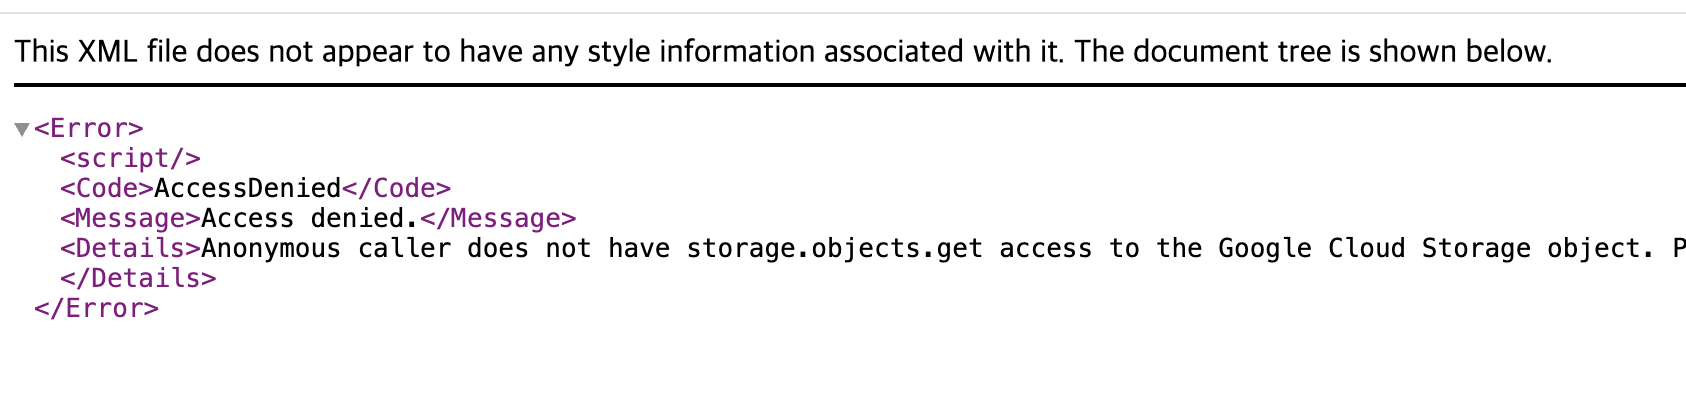 This XML file does not appear to have any style information associated with it. The document tree is shown below.
▼<Error>
<script/>
<Code>AccessDenied</Code>
<Message>Access denied.</Message>
<Details>Anonymous caller does not have storage.objects.get access to the Google Cloud Storage object. P
</Details>
</Error>